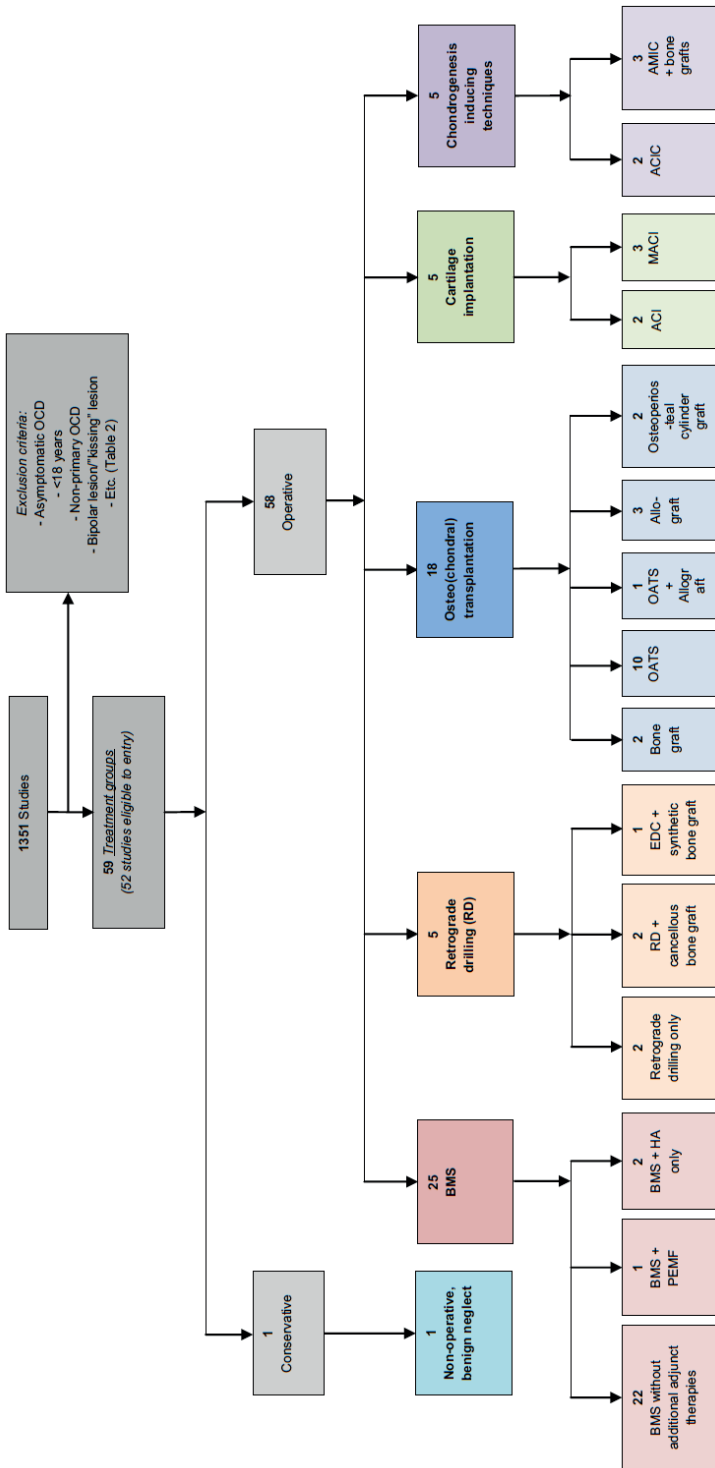 1351 Studies
Exclusion criteria:
- Asymptomatic OCD
- <18 years
- Non-primary OCD
- Bipolar lesion/"kissing" lesion
- Etc. (Table 2)
59 Treatment groups
(52 studies eligible to entry)
1
Conservative
58
Operative
1
Non-operative,
benign neglect
25
BMS
5
Retrograde
drilling (RD)
18
Osteo(chondral)
transplantation
5
Cartilage
implantation
5
Chondrogenesis
inducing
techniques
22
BMS without
additional adjunct
therapies
1
BMS +
PEMF
2
BMS + HA
only
2
Retrograde
drilling only
2
RD +
cancellous
bone graft
1
EDC +
synthetic
bone graft
2
Bone
graft
10
OATS
1
OATS
+
Allogr
aft
3
Allo-
graft
2
Osteoperios
-teal
cylinder
graft
2
ACI
3
MACI
2
ACIC
3
AMIC
+ bone
grafts